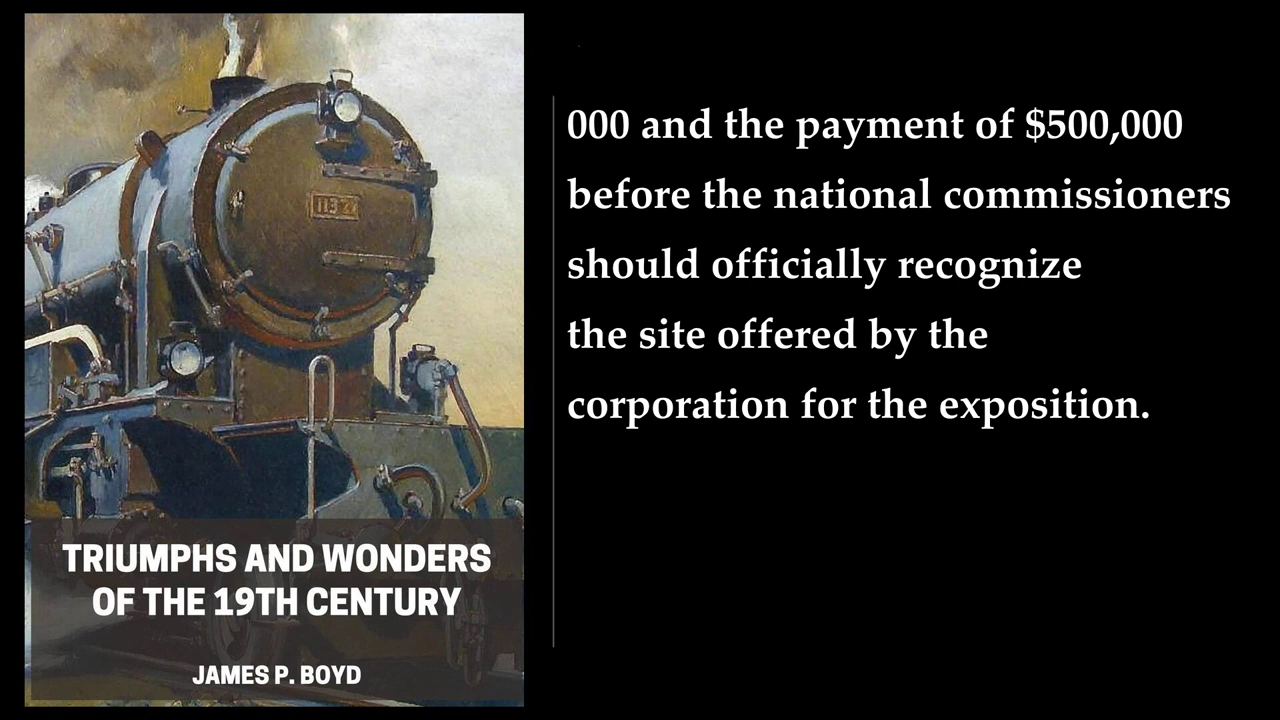 000 and the payment of $500,000
before the national commissioners
should officially recognize
the site offered by the
corporation for the exposition.
TRIUMPHS AND WONDERS
OF THE 19TH CENTURY
JAMES P. BOYD